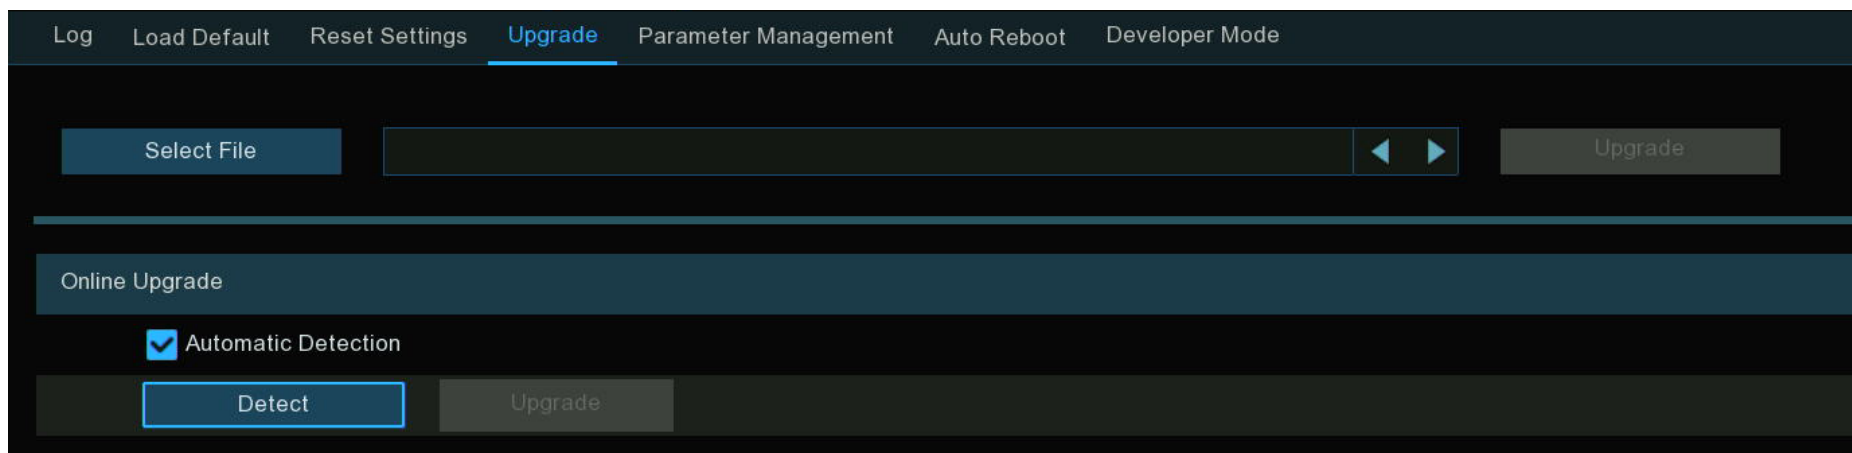 Log Load Default Reset Settings Upgrade Parameter Management Auto Reboot Developer Mode
Select File Upgrade
Online Upgrade
Automatic Detection
Detect Upgrade